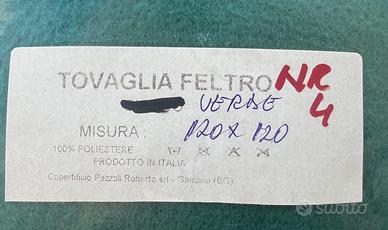 TOVAGLIA FELTRO NR
VERDE 4
MISURA : 120 X 120
100% POLIESTERE
PRODOTTO IN ITALIA
Copertificio Pezzoli Roberto srl - Gandino (BG)
subito